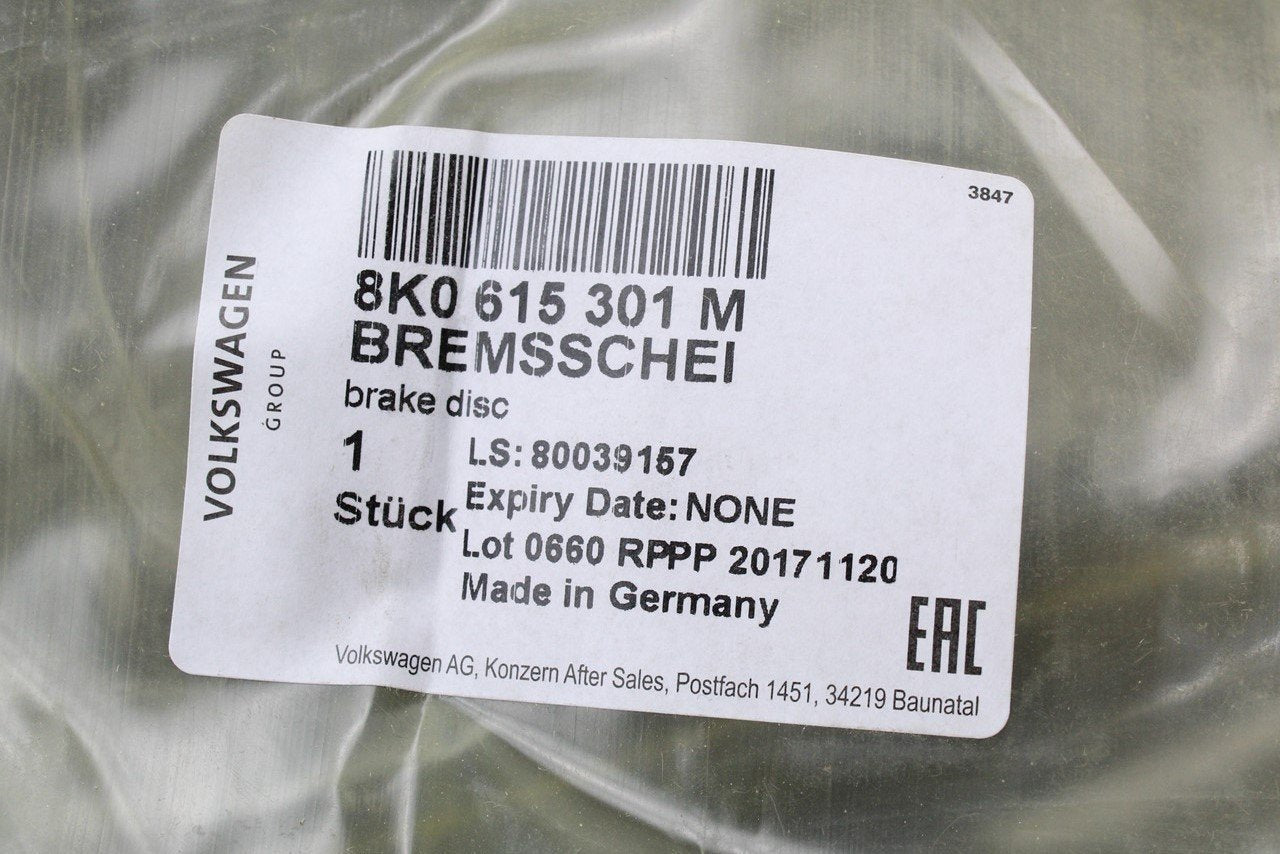 3847
VOLKSWAGEN
GROUP
8K0 615 301 M
BREMSSCHEI
brake disc
1
Stück
LS: 80039157
Expiry Date: NONE
Lot 0660 RPPP 20171120
Made in Germany
EAC
Volkswagen AG, Konzern After Sales, Postfach 1451, 34219 Baunatal